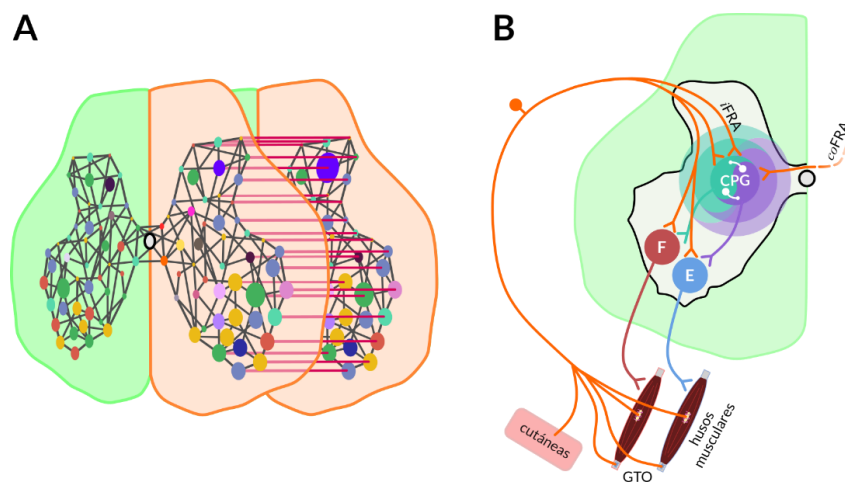 A
B
iFRA
coFRA
CPG
F
E
cutáneas
GTO
husos
musculares